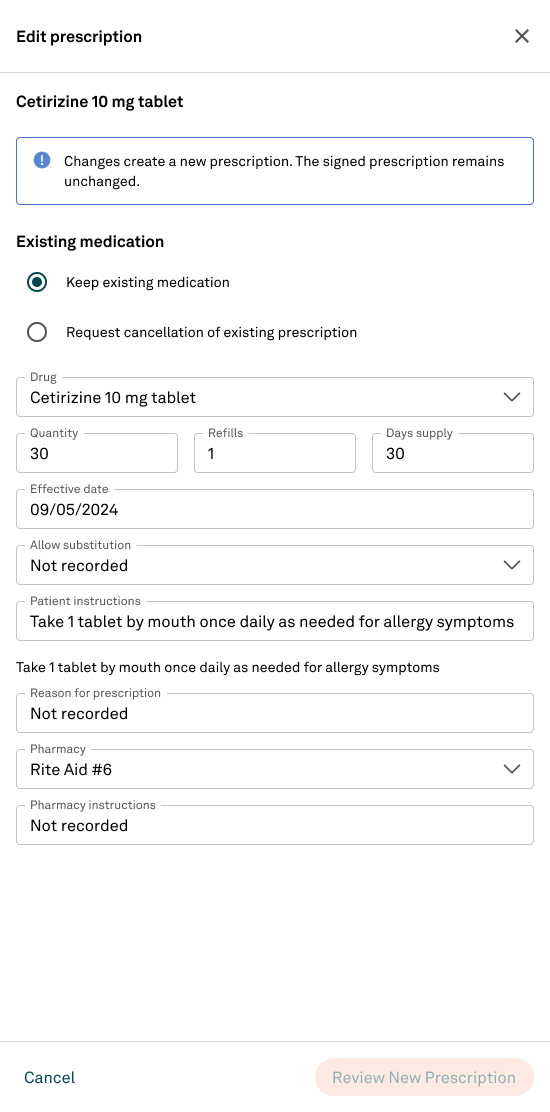 Edit prescription
Cetirizine 10 mg tablet
Changes create a new prescription. The signed prescription remains
unchanged.
Existing medication
Keep existing medication
Request cancellation of existing prescription
Drug
Cetirizine 10 mg tablet
Quantity
30
Refills
1
Days supply
30
Effective date
09/05/2024
Allow substitution
Not recorded
Patient instructions
Take 1 tablet by mouth once daily as needed for allergy symptoms
Take 1 tablet by mouth once daily as needed for allergy symptoms
Reason for prescription
Not recorded
Pharmacy
Rite Aid #6
Pharmacy instructions
Not recorded
Cancel
Review New Prescription